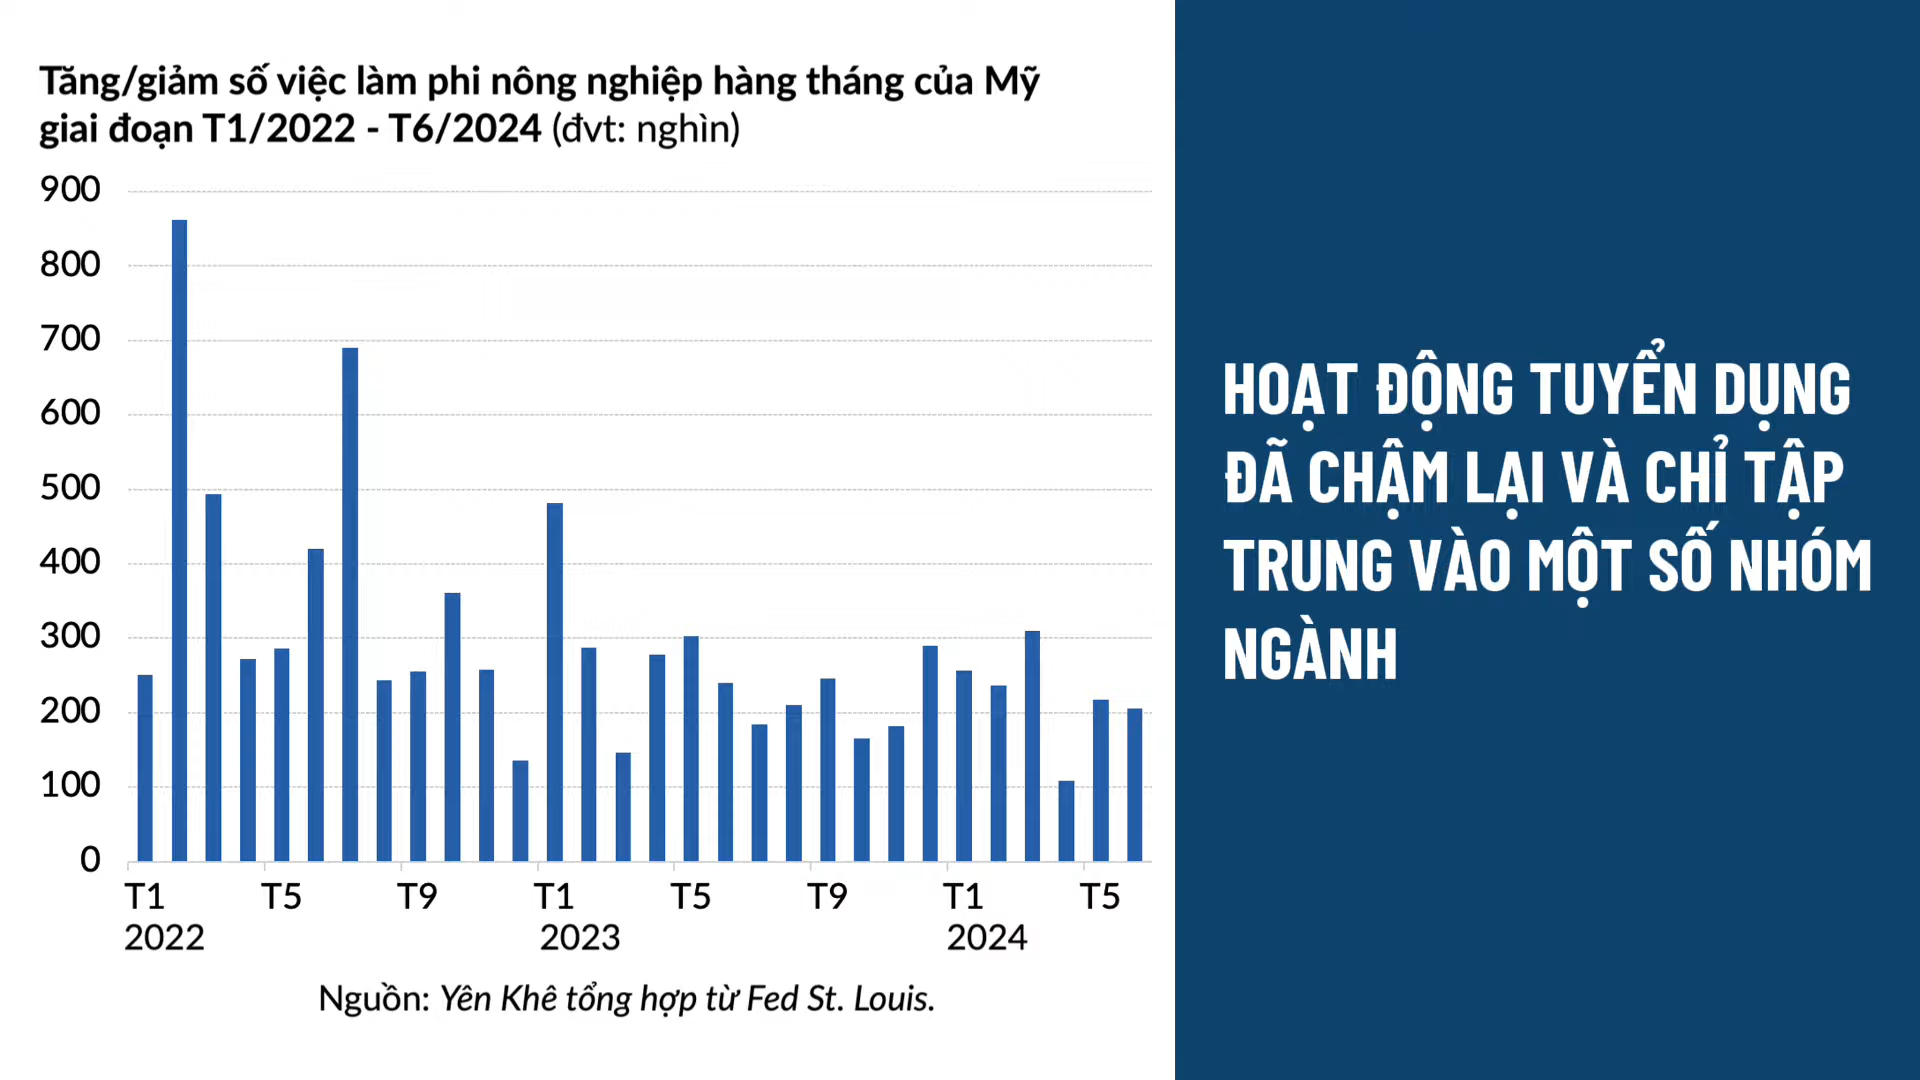 Tăng/giảm số việc làm phi nông nghiệp hàng tháng của Mỹ
giai đoạn T1/2022 - T6/2024 (đvt: nghìn)
900
800
700
600
500
400
300
200
100
0
T1 T5 T9 T1 T5 T9 T1 T5
2022 2023 2024
Nguồn: Yên Khê tổng hợp từ Fed St. Louis.
HOẠT ĐỘNG TUYỂN DỤNG
ĐÃ CHẬM LẠI VÀ CHỈ TẬP
TRUNG VÀO MỘT SỐ NHÓM
NGÀNH